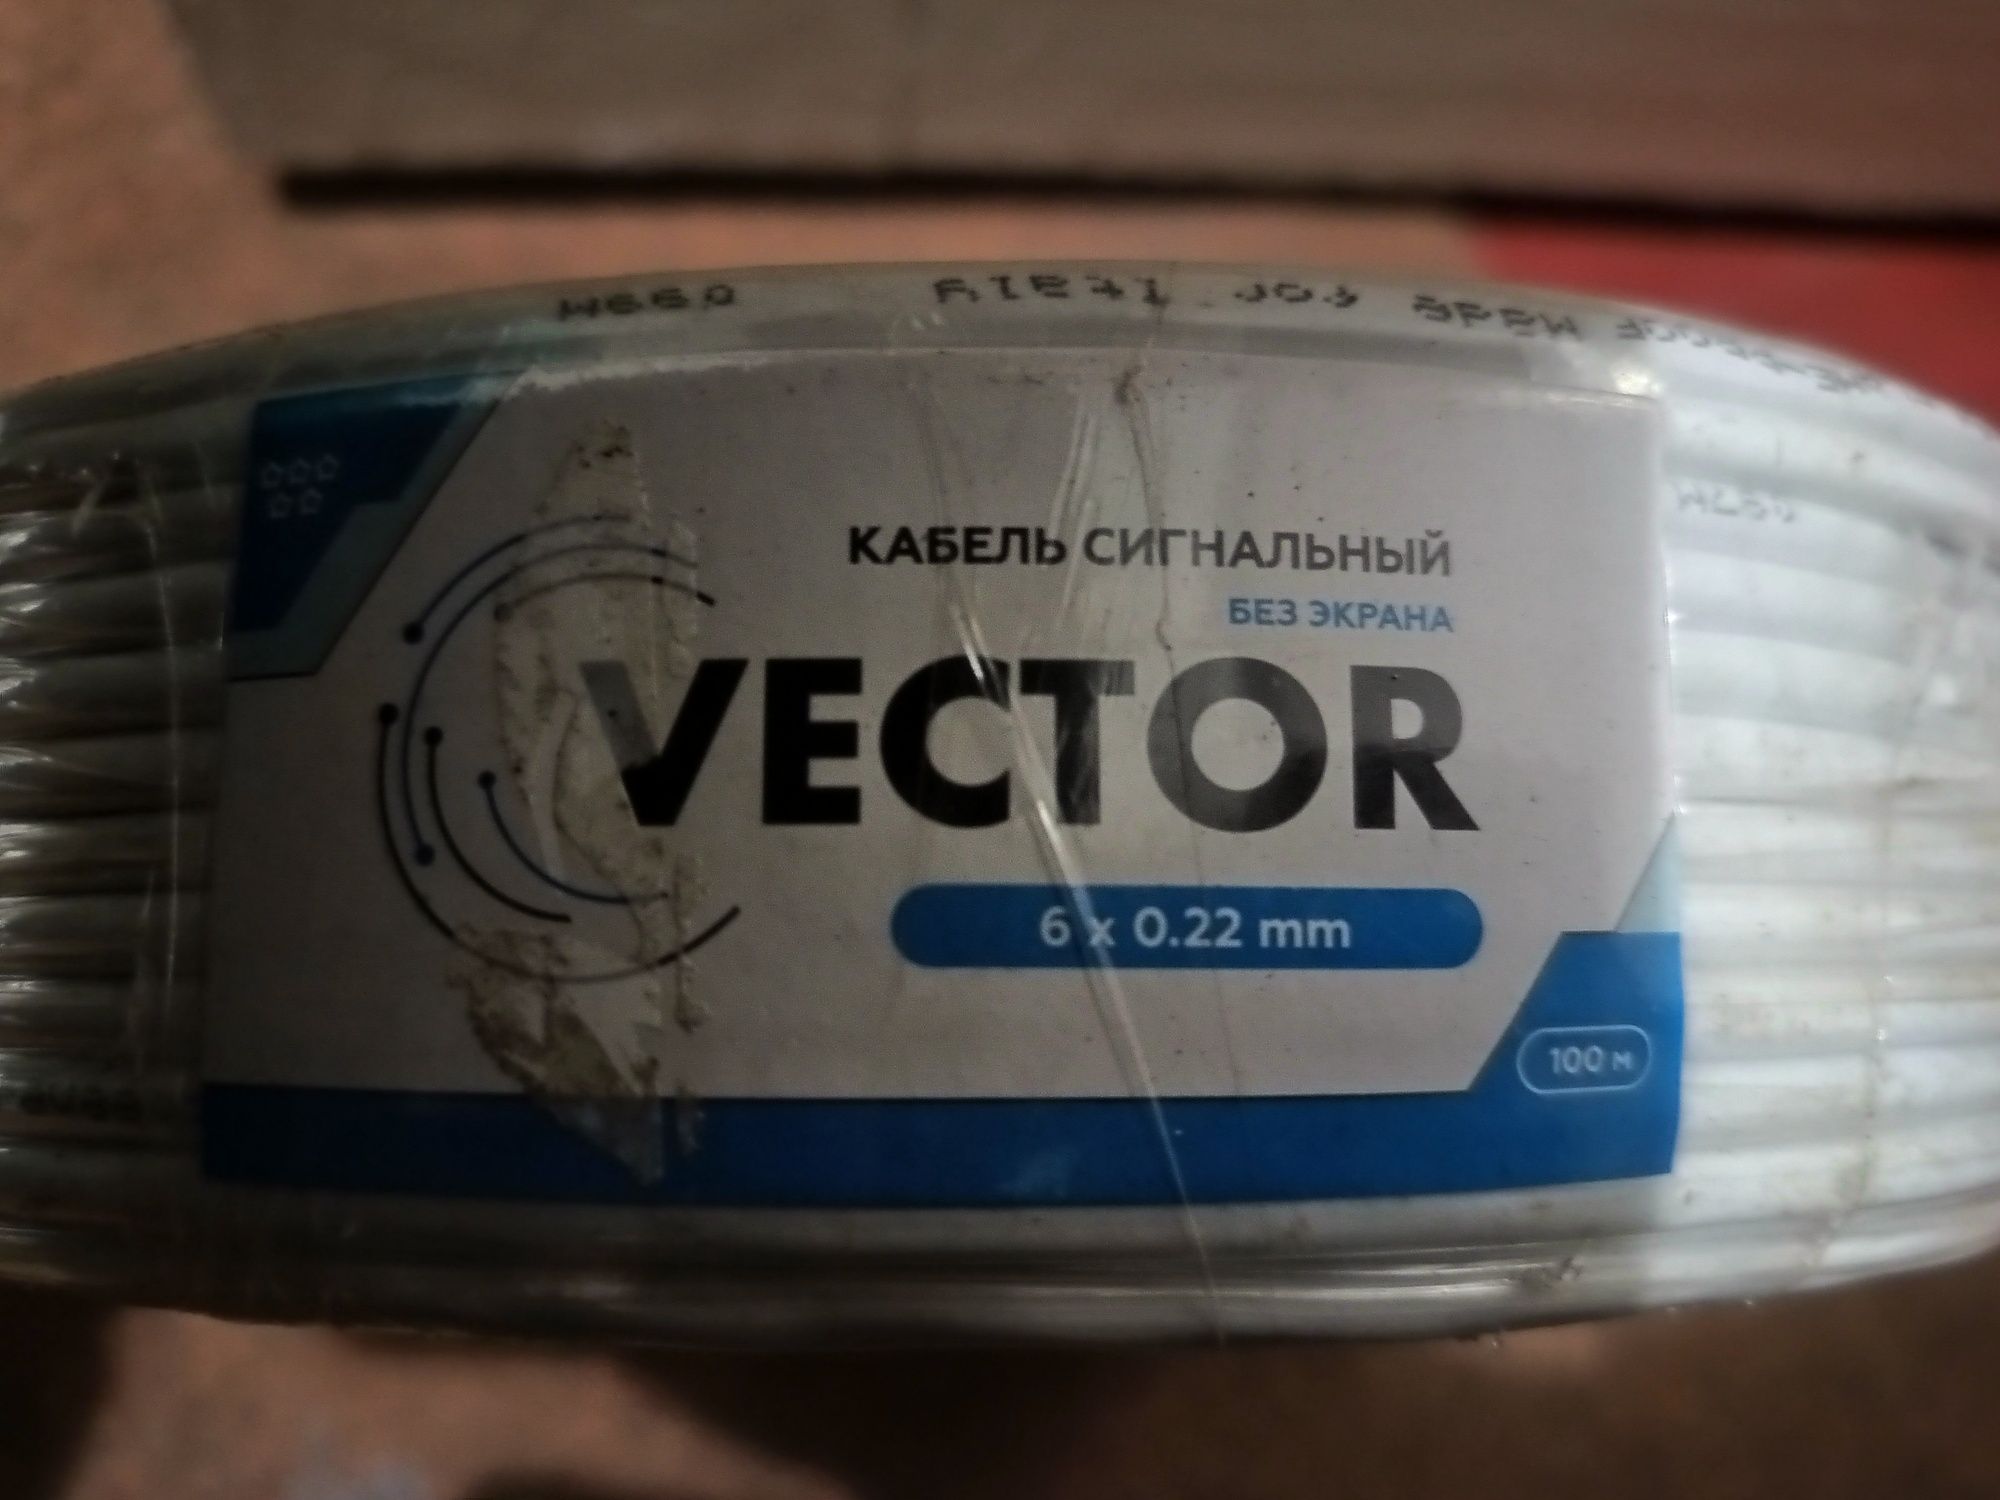 КАБЕЛЬ СИГНАЛЬНЫЙ
БЕЗ ЭКРАНА
VECTOR
6 x 0.22 mm
100 м